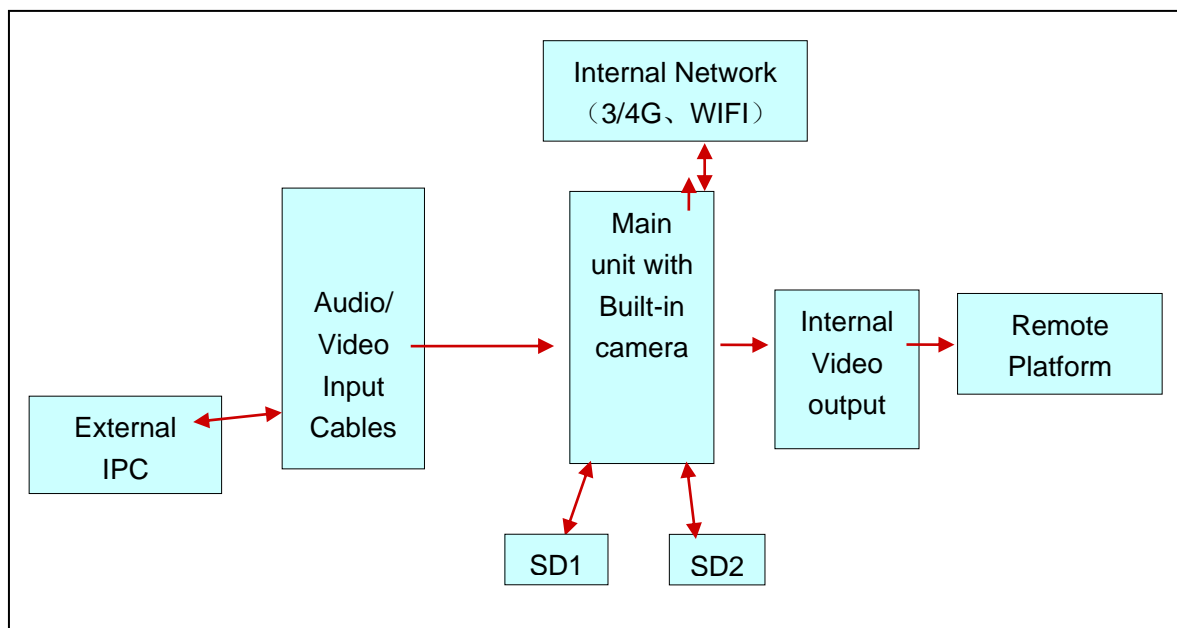 Internal Network
（3/4G、WIFI）
Main
unit with
Built-in
camera
Audio/
Video
Input
Cables
External
IPC
Internal
Video
output
Remote
Platform
SD1
SD2